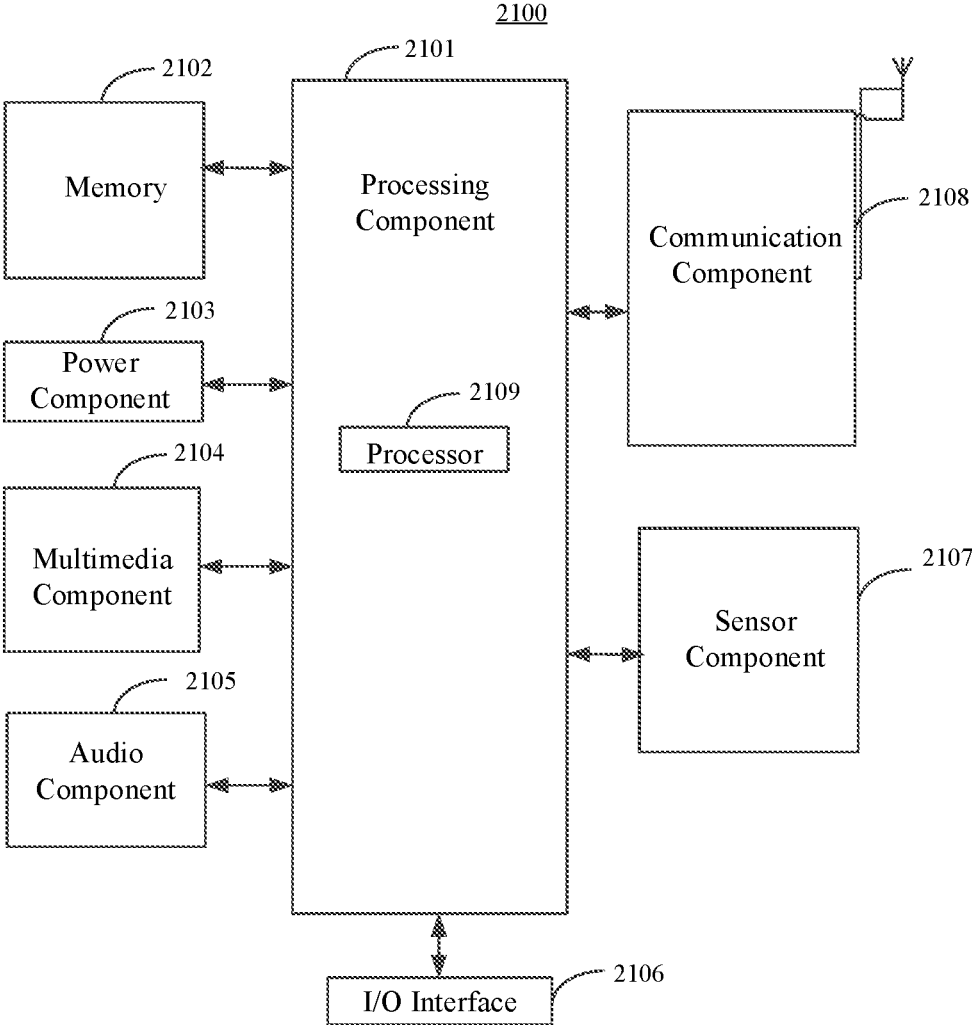 2100
2101
2102
Memory
Processing
Component
2108
Communication
Component
2103
Power
Component
2109
Processor
2104
Multimedia
Component
2107
Sensor
Component
2105
Audio
Component
2106
I/O Interface